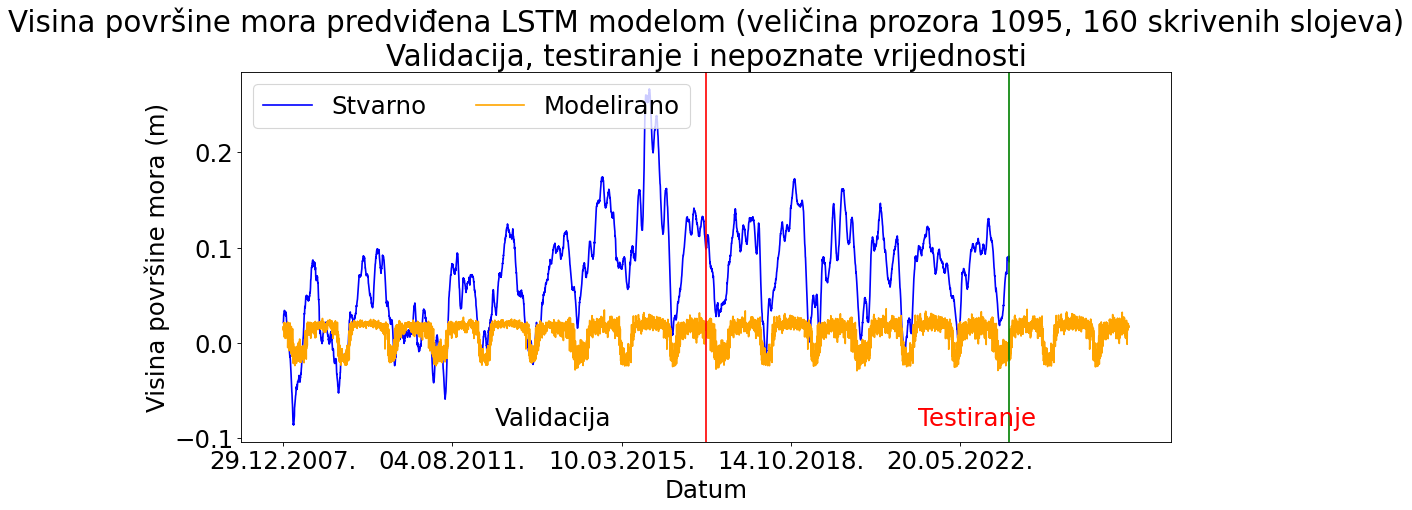 Visina površine mora predviđena LSTM modelom (veličina prozora 1095, 160 skrivenih slojeva)
Validacija, testiranje i nepoznate vrijednosti
Stvarno
Modelirano
Visina površine mora (m)
0.2
0.1
0.0
−0.1
Validacija
Testiranje
29.12.2007.
04.08.2011.
10.03.2015.
14.10.2018.
20.05.2022.
Datum